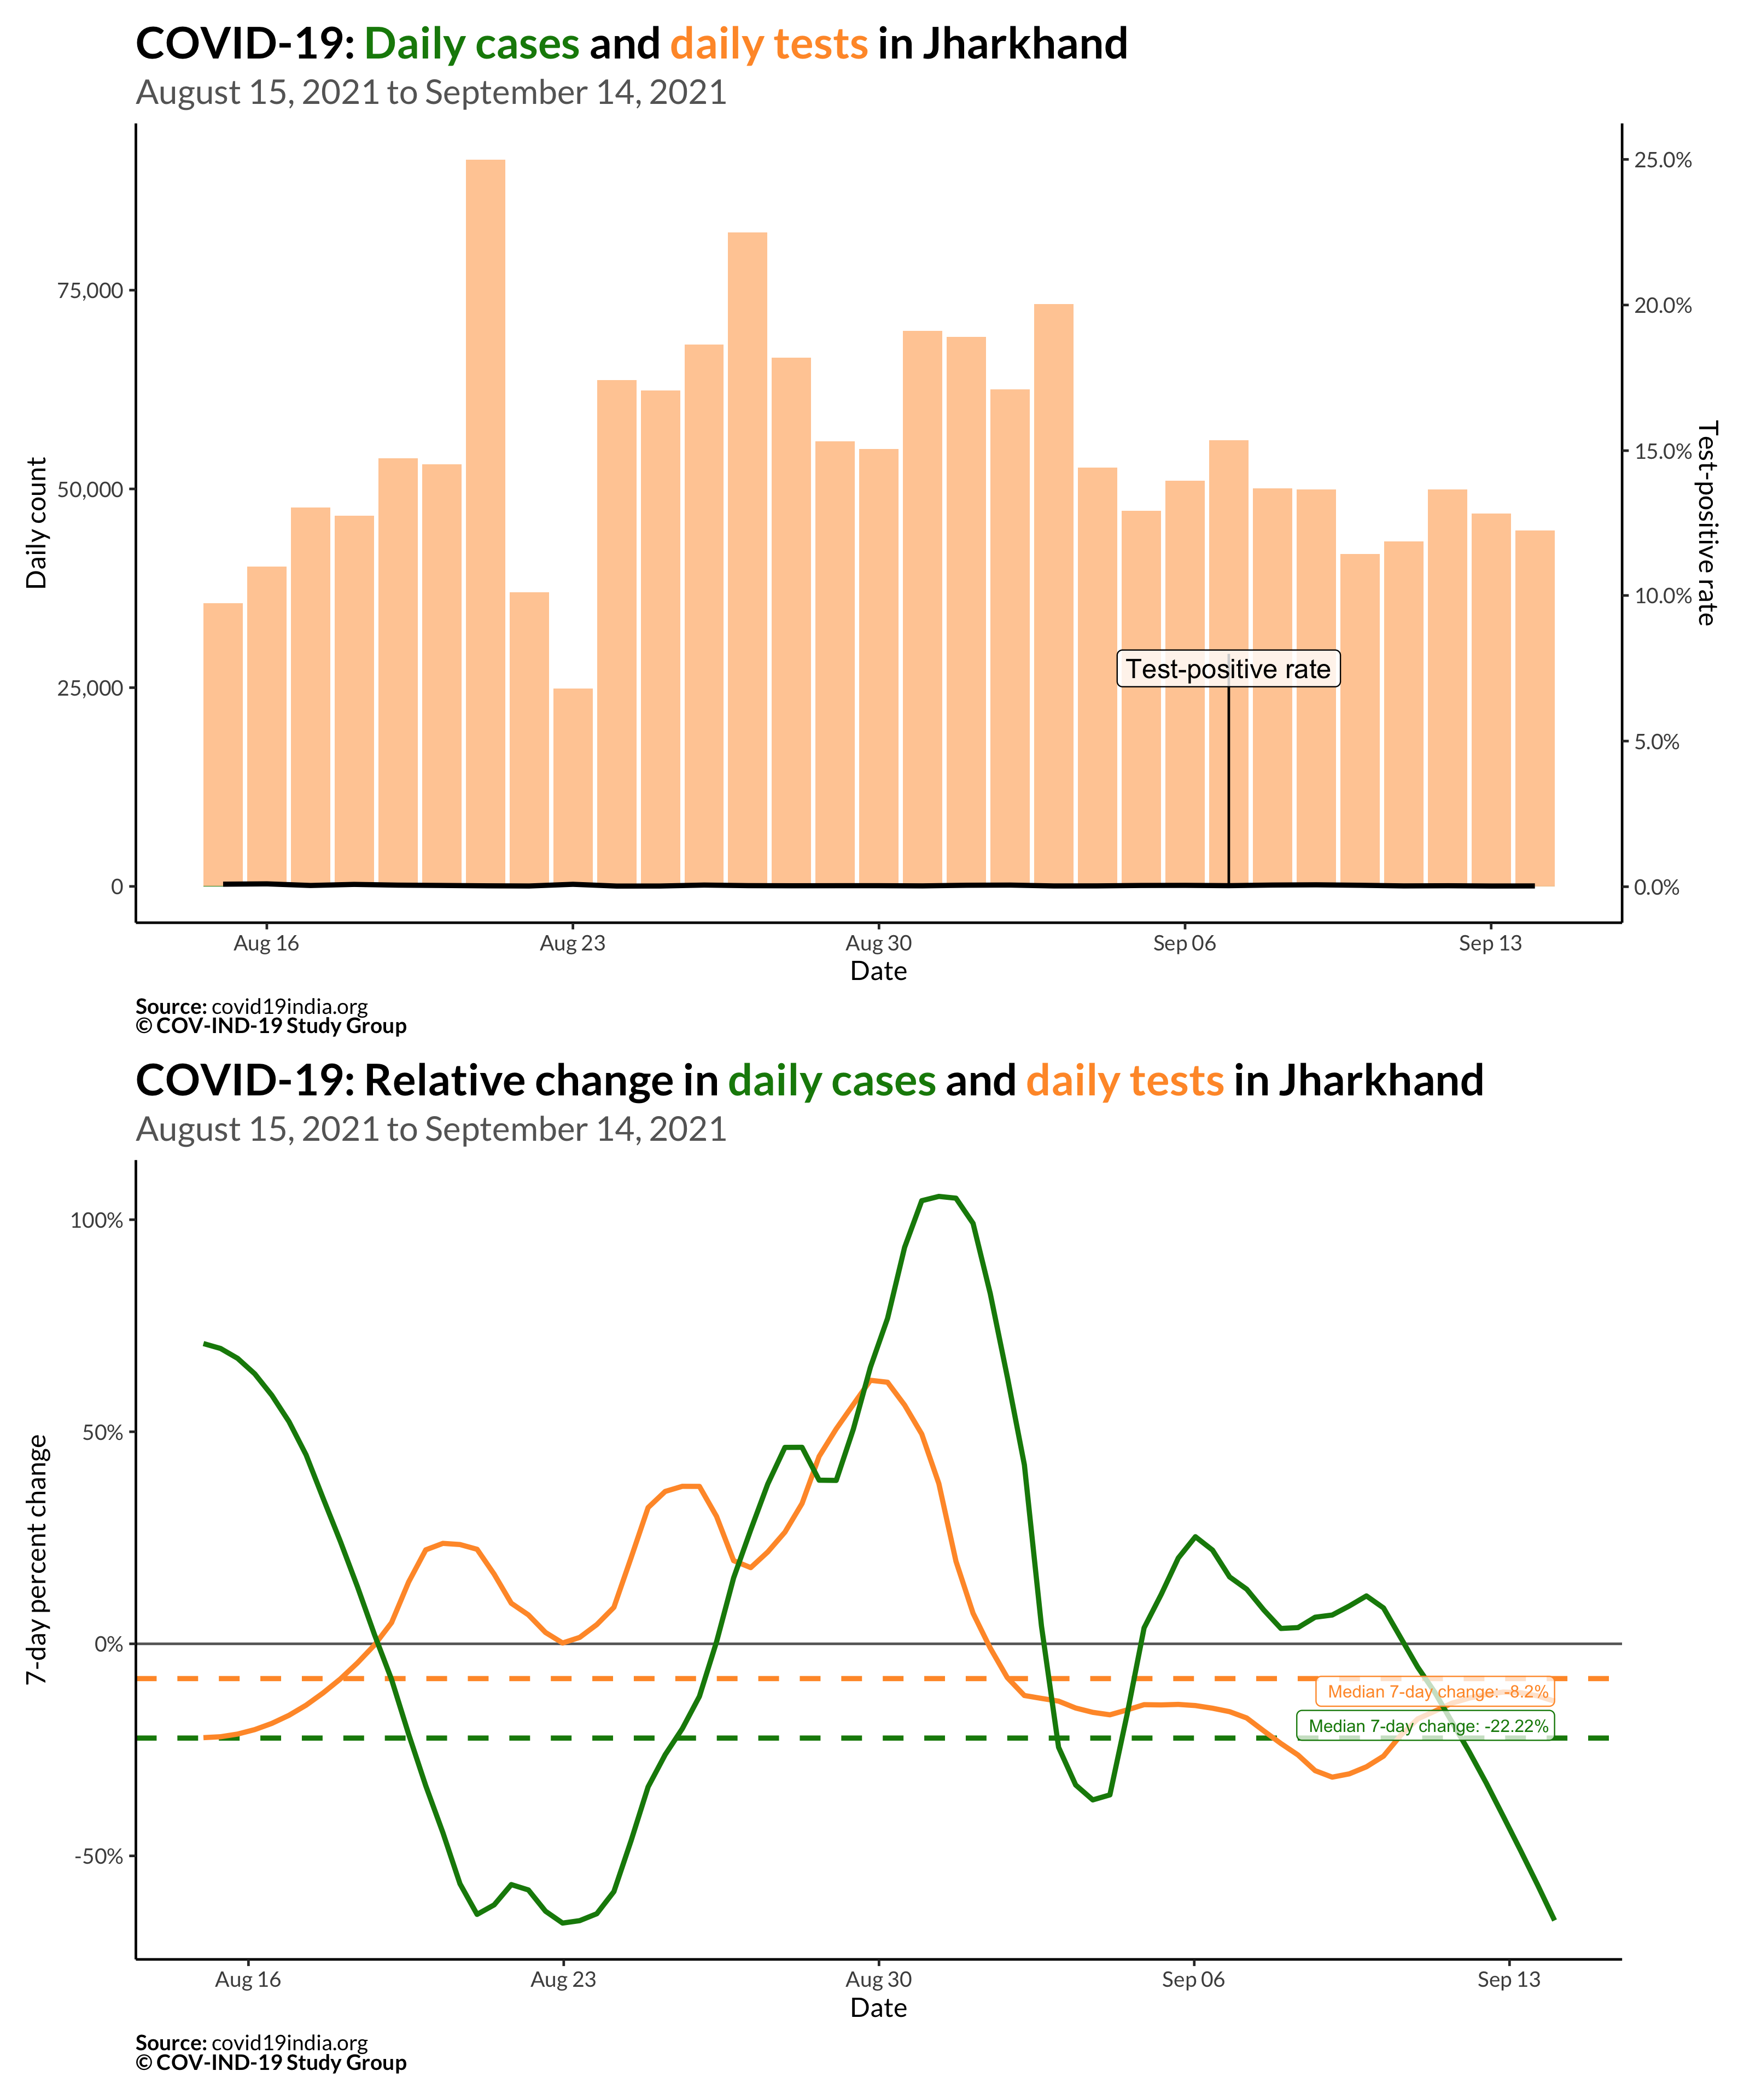 COVID-19: Daily cases and daily tests in Jharkhand
August 15, 2021 to September 14, 2021
Daily count
75,000
50,000
25,000
0
25.0%
20.0%
15.0%
10.0%
5.0%
0.0%
Test-positive rate
Test-positive rate
Aug 16
Aug 23
Aug 30
Sep 06
Sep 13
Date
Source: covid19india.org
© COV-IND-19 Study Group
COVID-19: Relative change in daily cases and daily tests in Jharkhand
August 15, 2021 to September 14, 2021
7-day percent change
100%
50%
0%
-50%
Median 7-day change: -8.2%
Median 7-day change: -22.22%
Aug 16
Aug 23
Aug 30
Sep 06
Sep 13
Date
Source: covid19india.org
© COV-IND-19 Study Group